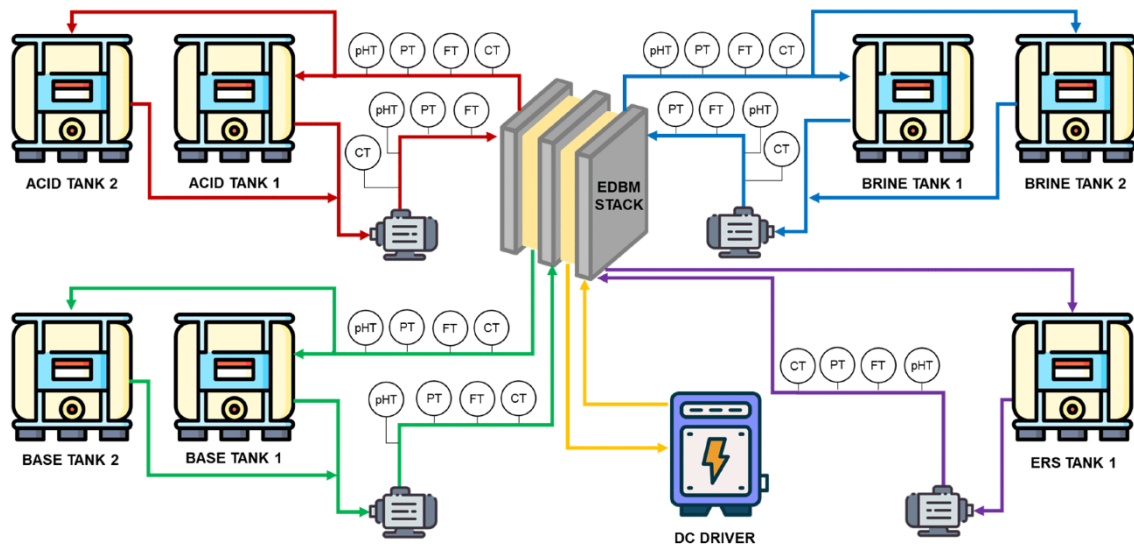 pHT PT FT CT
pHT PT FT CT
pHT PT FT
PT FT pHT
CT
CT
ACID TANK 2
ACID TANK 1
EDBM
STACK
BRINE TANK 1
BRINE TANK 2
pHT PT FT CT
CT PT FT pHT
pHT PT FT CT
BASE TANK 2
BASE TANK 1
ERS TANK 1
DC DRIVER